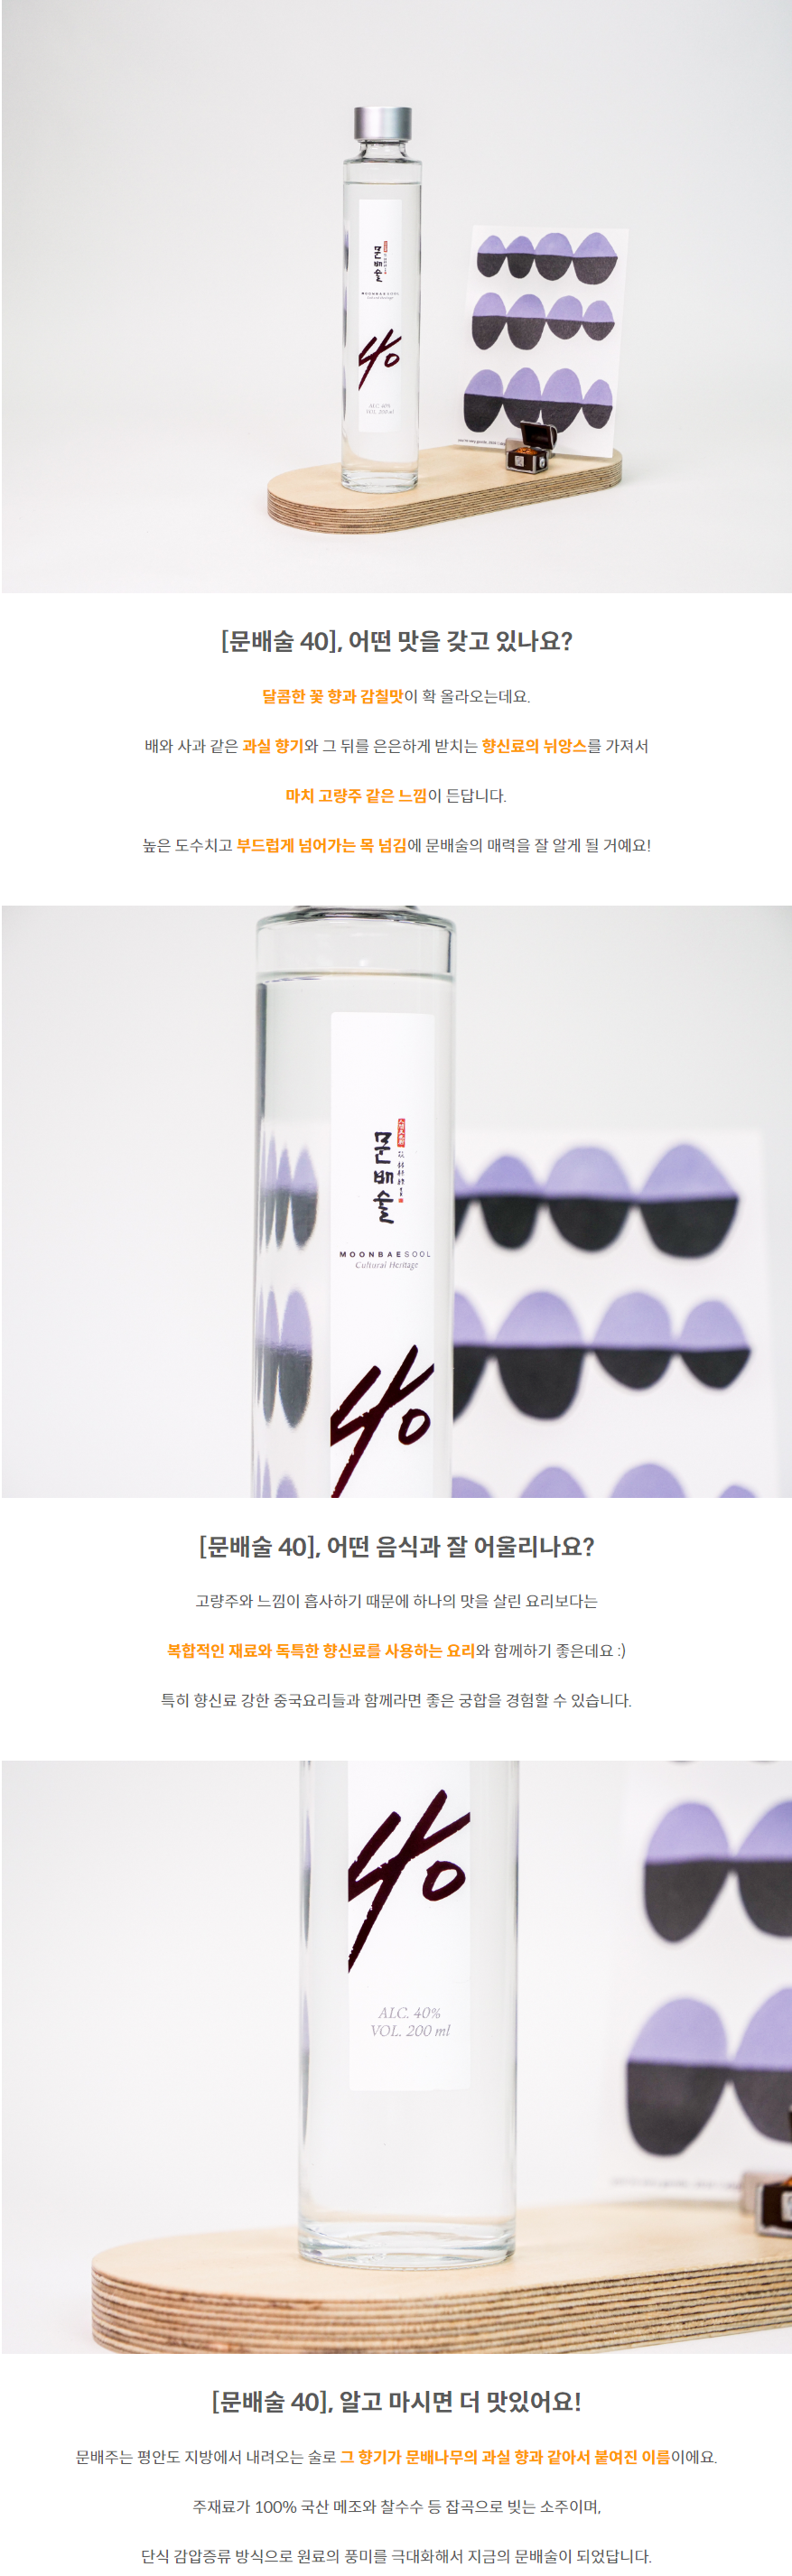 문배술
MOONBAESOOL
Cultural Heritage
40
ALC. 40%
VOL. 200 ml
[문배술 40], 어떤 맛을 갖고 있나요?
달콤한 꽃 향과 감칠맛이 확 올라오는데요.
배와 사과 같은 과실 향기와 그 뒤를 은은하게 받치는 향신료의 뉘앙스를 가져서
마치 고량주 같은 느낌이 든답니다.
높은 도수치고 부드럽게 넘어가는 목 넘김에 문배술의 매력을 잘 알게 될 거예요!
문배술
MOONBAESOOL
Cultural Heritage
40
[문배술 40], 어떤 음식과 잘 어울리나요?
고량주와 느낌이 흡사하기 때문에 하나의 맛을 살린 요리보다는
복합적인 재료와 독특한 향신료를 사용하는 요리와 함께하기 좋은데요 :)
특히 향신료 강한 중국요리들과 함께라면 좋은 궁합을 경험할 수 있습니다.
40
ALC. 40%
VOL. 200 ml
[문배술 40], 알고 마시면 더 맛있어요!
문배주는 평안도 지방에서 내려오는 술로 그 향기가 문배나무의 과실 향과 같아서 붙여진 이름이에요.
주재료가 100% 국산 메조와 찰수수 등 잡곡으로 빚는 소주이며,
단식 감압증류 방식으로 원료의 풍미를 극대화해서 지금의 문배술이 되었답니다.